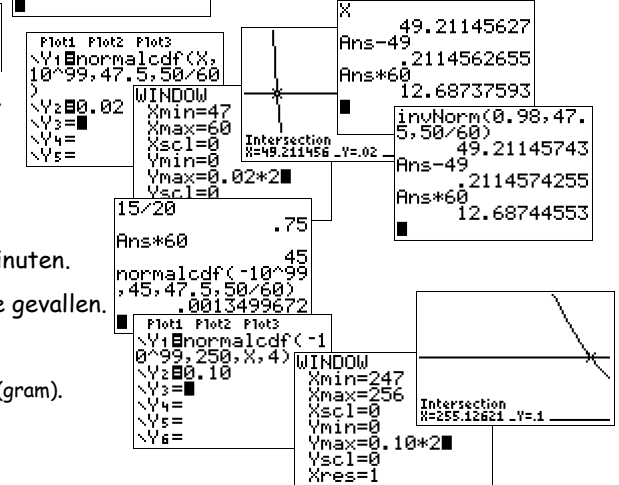 Plot1 Plot2 Plot3
\Y1=normalcdf(X,
10^99,47.5,50/60
)
\Y2=0.02
\Y3=
\Y4=
\Y5=
WINDOW
Xmin=47
Xmax=60
Xscl=0
Ymin=0
Ymax=0.02*2
Yscl=0
Intersection
X=49.211456 Y=.02
X
49.21145627
Ans-49
.2114562655
Ans*60
12.68737593
invNorm(0.98,47.
5,50/60)
49.21145743
Ans-49
.2114574255
Ans*60
12.68744553
15/20
.75
Ans*60
45
normalcdf(-10^99
,45,47.5,50/60)
.0013499672
inuten.
e gevallen.
(gram).
Plot1 Plot2 Plot3
\Y1=normalcdf(-1
0^99,250,X,4)
\Y2=0.10
\Y3=
\Y4=
\Y5=
\Y6=
WINDOW
Xmin=247
Xmax=256
Xscl=0
Ymin=0
Ymax=0.10*2
Yscl=0
Xres=1
Intersection
X=255.12621 Y=.1